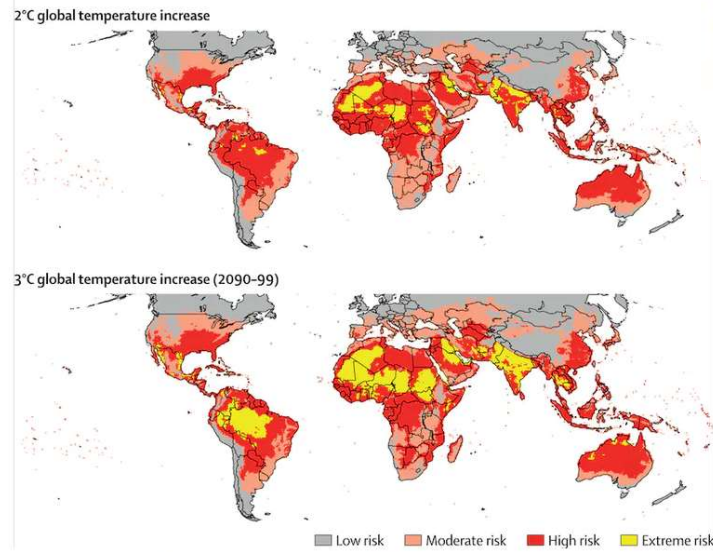 2°C global temperature increase
3°C global temperature increase (2090–99)
Low risk Moderate risk High risk Extreme risk